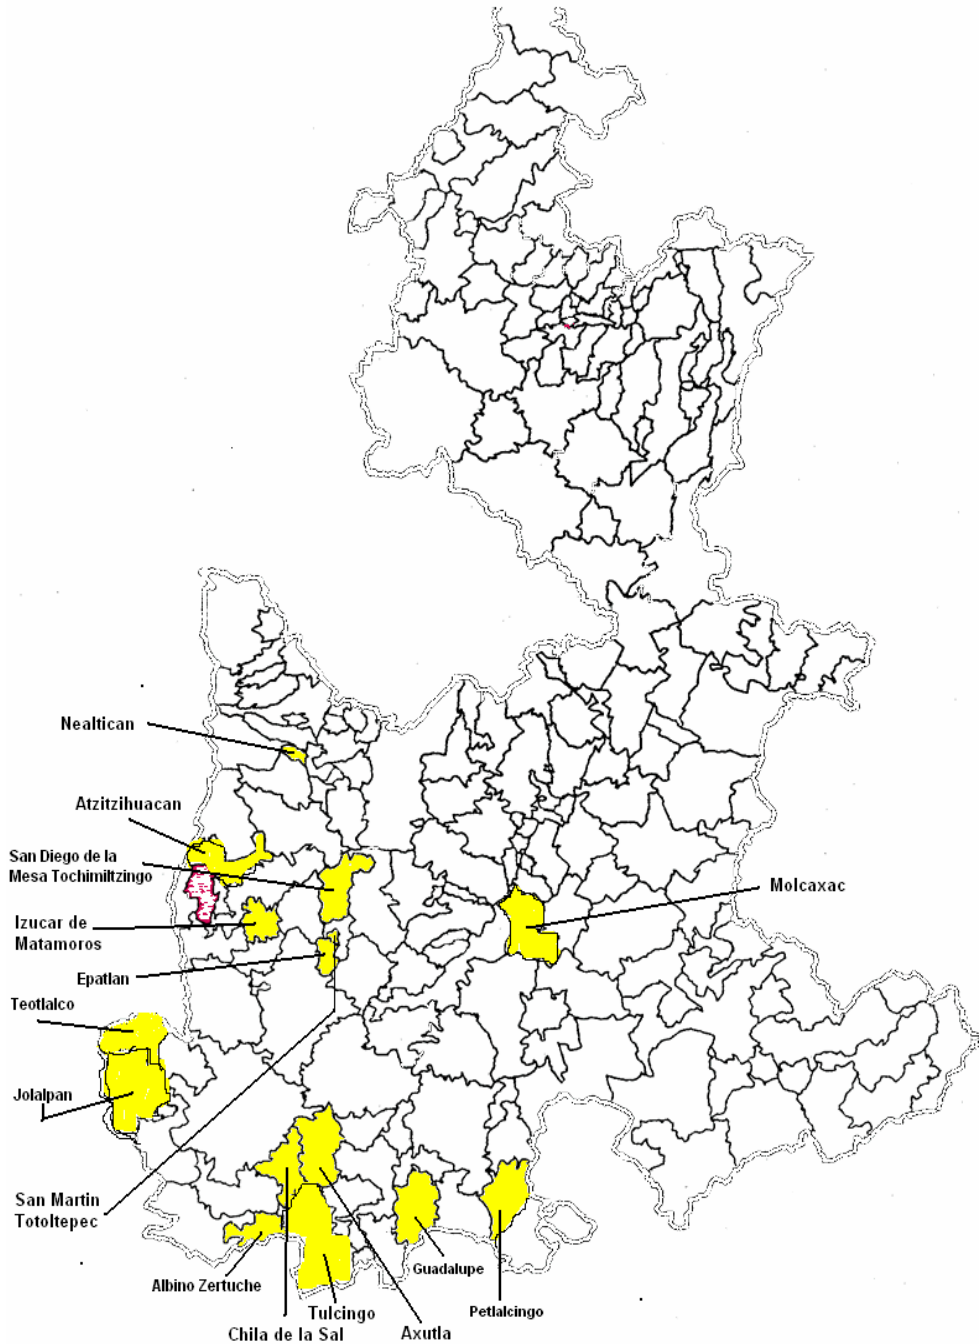 Nealtican
Atzitzihuacan
San Diego de la
Mesa Tochimiltzingo
Molcaxac
Izucar de
Matamoros
Epatlan
Teotlalco
Jolalpan
San Martin
Totoltepec
Albino Zertuche
Guadalupe
Petlalcingo
Tulcingo
Chila de la Sal
Axutla